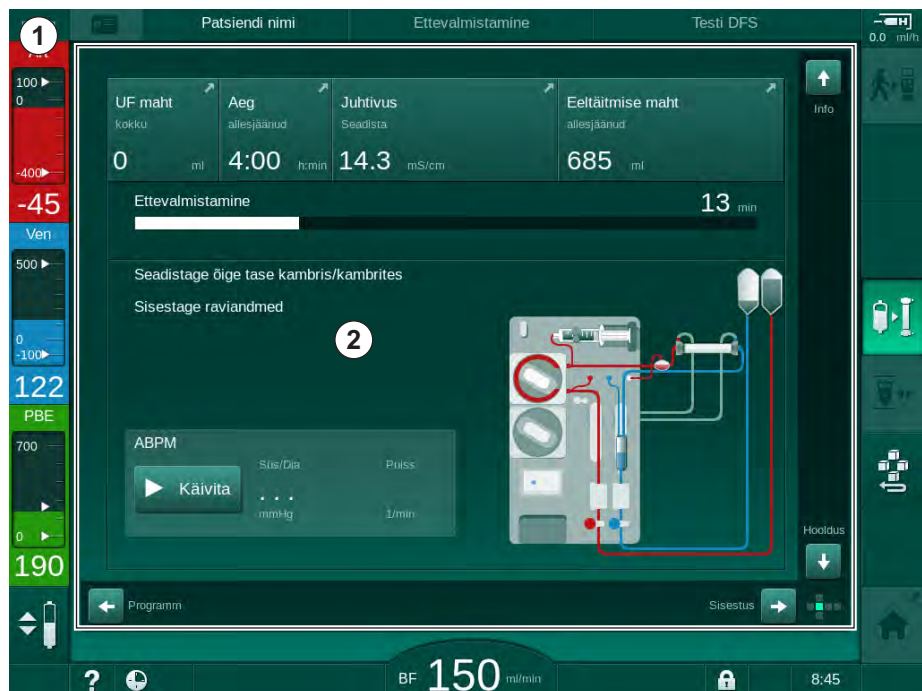 1
Patsiendi nimi
Ettevalmistamine
Testi DFS
0.0 ml/h
100
0
-400
-45
Ven
500
0
-100
122
PBE
700
0
190
UF maht
kokku
0 ml
Aeg
allesjäänud
4:00 h:min
Juhtivus
Seadista
14.3 mS/cm
Eeltäitmise maht
allesjäänud
685 ml
Info
Ettevalmistamine
13 min
Seadistage õige tase kambris/kambrites
Sisestage raviandmed
2
ABPM
Käivita
Süs/Dia
. . .
mmHg
Pulss
1/min
Hooldus
Programm
Sisestus
?
BF 150 ml/min
8:45